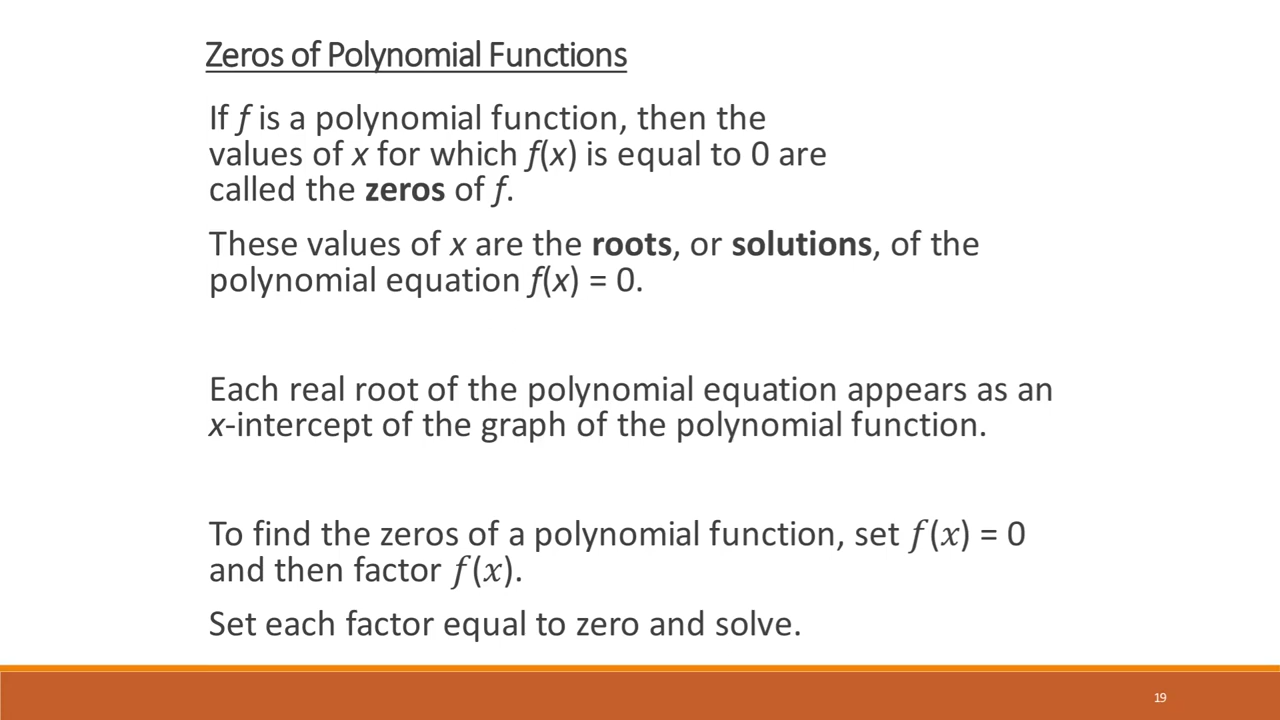 Zeros of Polynomial Functions
If f is a polynomial function, then the
values of x for which f(x) is equal to 0 are
called the zeros of f.
These values of x are the roots, or solutions, of the
polynomial equation f(x) = 0.
Each real root of the polynomial equation appears as an
x-intercept of the graph of the polynomial function.
To find the zeros of a polynomial function, set f(x) = 0
and then factor f(x).
Set each factor equal to zero and solve.
19